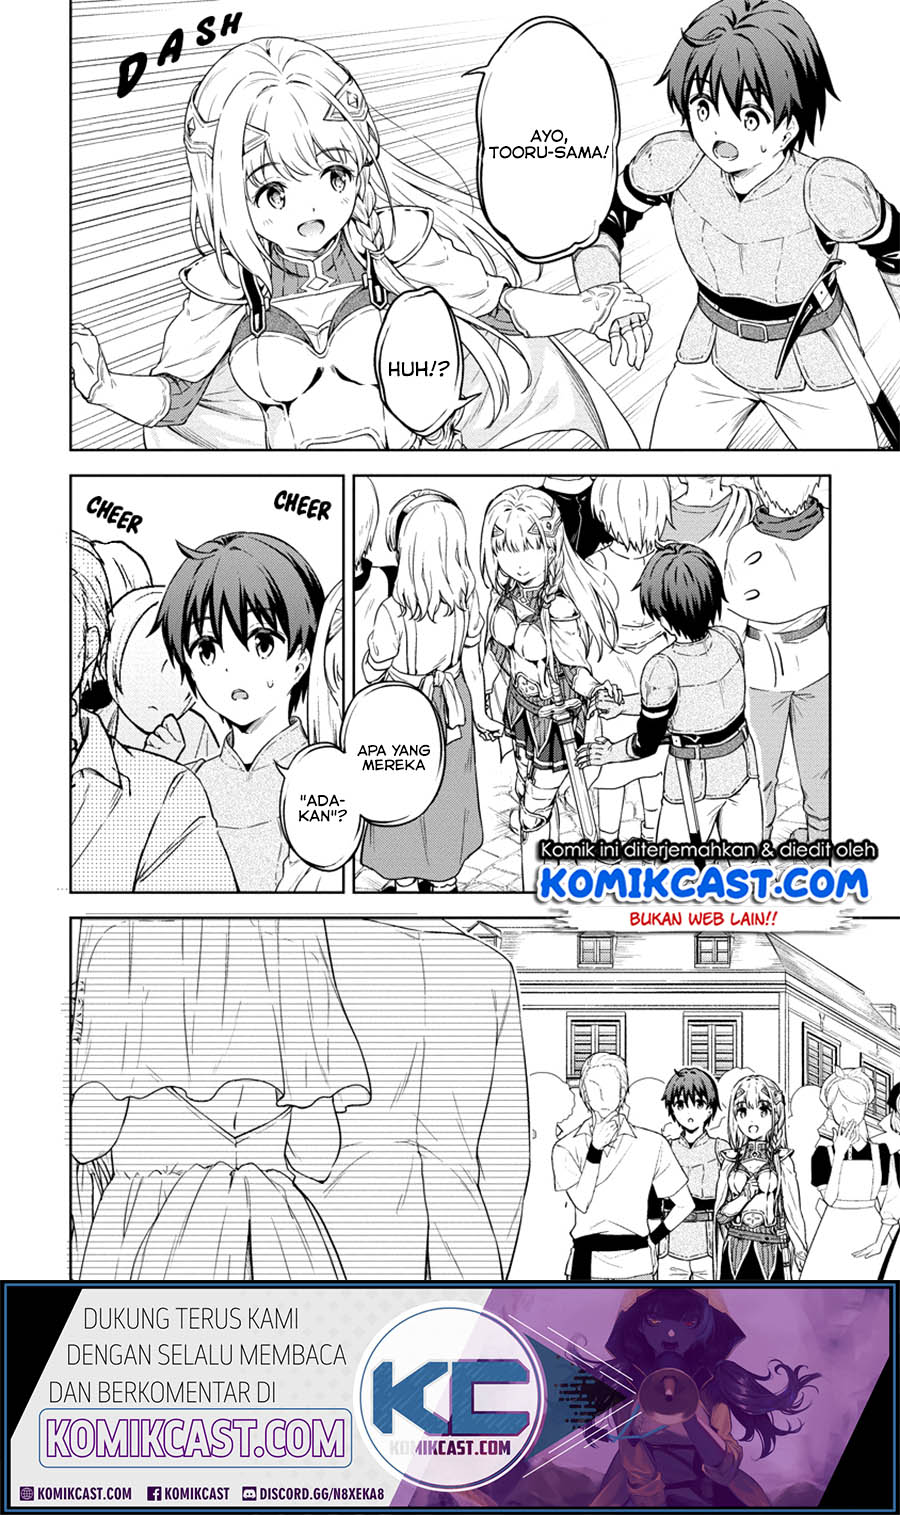 DASH
AYO,
TOORU-SAMA!
HUH!?
CHEER
CHEER
APA YANG
MEREKA
"ADA-
KAN"?
Komik ini diterjemahkan & diedit oleh
KOMIKCAST.COM
BUKAN WEB LAIN!!
DUKUNG TERUS KAMI
DENGAN SELALU MEMBACA
DAN BERKOMENTAR DI
KOMIKCAST.COM
KOMIKCAST.COM
KOMIKCAST
DISCORD.GG/N8XEKA8
KC
KOMIKCAST.COM